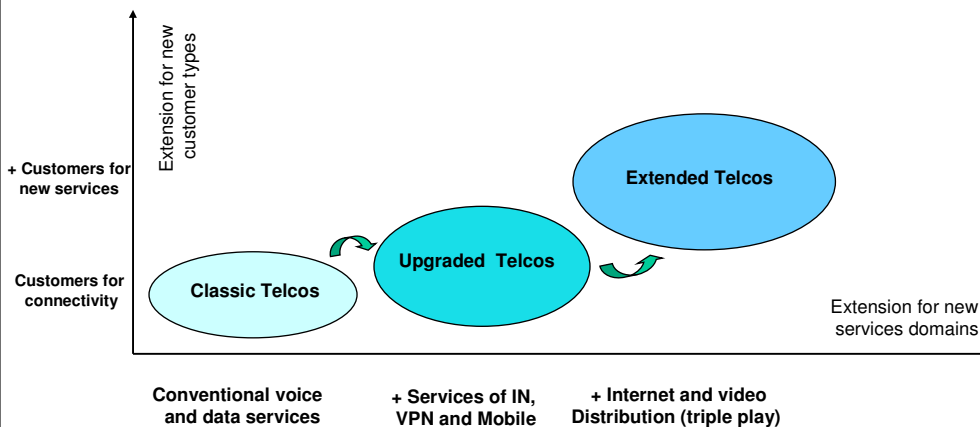 Extension for new
customer types
+ Customers for
new services
Extended Telcos
Upgraded  Telcos
Customers for
connectivity
Classic Telcos
Extension for new
services domains
Conventional voice
and data services
+ Services of IN,
VPN and Mobile
+ Internet and video
Distribution (triple play)